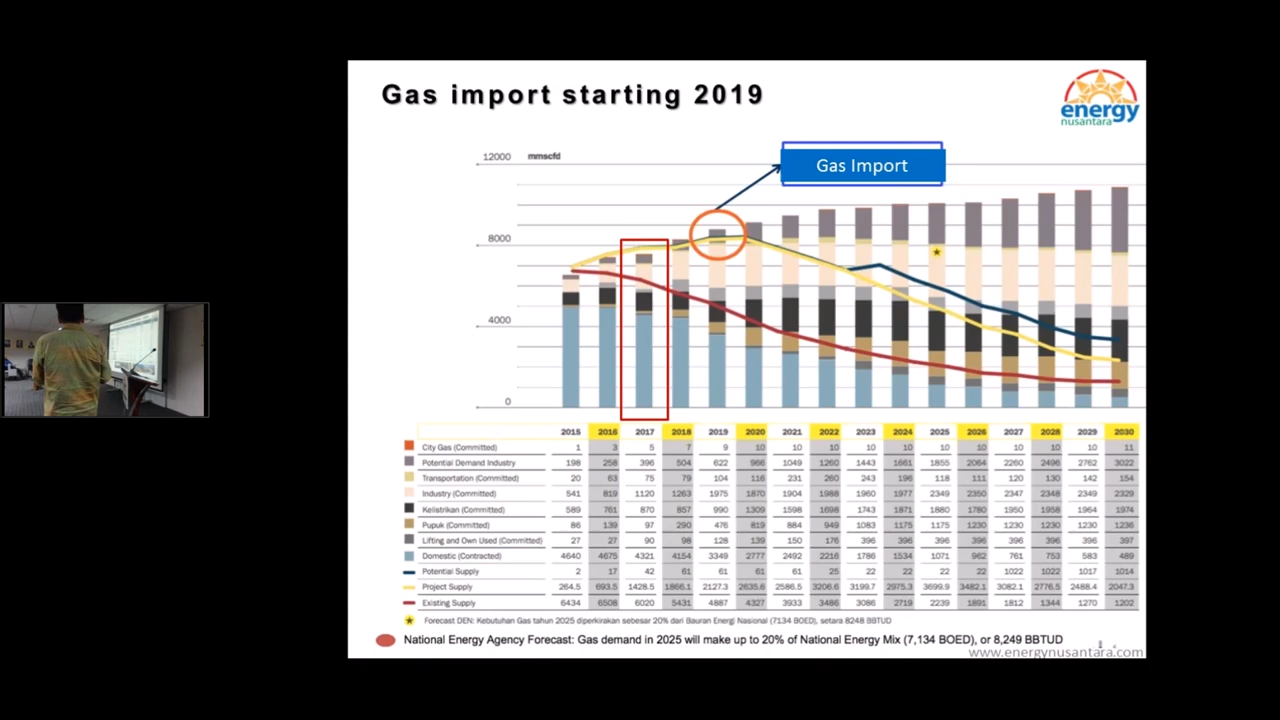 Gas import starting 2019
energy
nusantara
12000 mmscfd
Gas Import
8000
4000
0
2015 2016 2017 2018 2019 2020 2021 2022 2023 2024 2025 2026 2027 2028 2029 2030
City Gas (Committed) 1 3 5 7 9 10 10 10 10 10 10 10 10 10 10 11
Potential Demand Industry 198 258 396 504 622 966 1049 1260 1443 1661 1855 2064 2260 2496 2762 3022
Transportation (Committed) 20 63 75 79 104 116 231 260 243 196 118 111 120 130 142 154
Industry (Committed) 541 819 1120 1263 1975 1870 1904 1988 1960 1977 2349 2350 2347 2348 2349 2329
Kelistrikan (Committed) 589 761 870 857 990 1309 1598 1698 1743 1871 1880 1780 1950 1958 1964 1974
Pupuk (Committed) 86 139 97 290 476 819 884 949 1083 1175 1175 1230 1230 1230 1230 1236
Lifting and Own Used (Committed) 27 27 90 98 128 139 150 176 396 396 396 396 396 396 396 397
Domestic (Contracted) 4640 4675 4321 4154 3349 2777 2492 2216 1786 1534 1071 962 761 753 583 489
Potential Supply 2 17 42 61 61 61 61 25 22 22 22 22 1022 1022 1017 1014
Project Supply 264.5 693.5 1428.5 1866.1 2127.3 2635.6 2586.5 3206.6 3199.7 2975.3 3699.9 3482.1 3082.1 2776.5 2488.4 2047.3
Existing Supply 6434 6508 6020 5431 4887 4327 3933 3486 3086 2719 2239 1891 1812 1344 1270 1202
Forecast DEN: Kebutuhan Gas tahun 2025 diperkirakan sebesar 20% dari Bauran Energi Nasional (7134 BOED), setara 8248 BBTUD
National Energy Agency Forecast: Gas demand in 2025 will make up to 20% of National Energy Mix (7,134 BOED), or 8,249 BBTUD
www.energynusantara.com